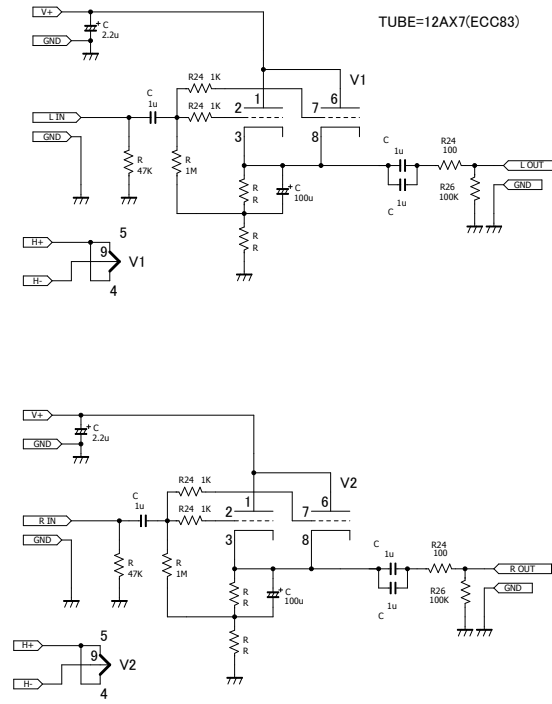 V+
C
2.2u
GND
TUBE=12AX7(ECC83)
R24 1K
1
6
V1
C
1u
R24 1K
2
7
L IN
3
8
GND
R
47K
R
1M
C
1u
R24
100
L OUT
R
R
C
100u
1u
C
R26
100K
GND
R
R
H+
5
9
V1
H-
4
V+
C
2.2u
GND
R24 1K
1
6
V2
C
1u
R24 1K
2
7
R IN
3
8
GND
R
47K
R
1M
C
1u
R24
100
R OUT
R
R
C
100u
1u
C
R26
100K
GND
R
R
H+
5
9
V2
H-
4